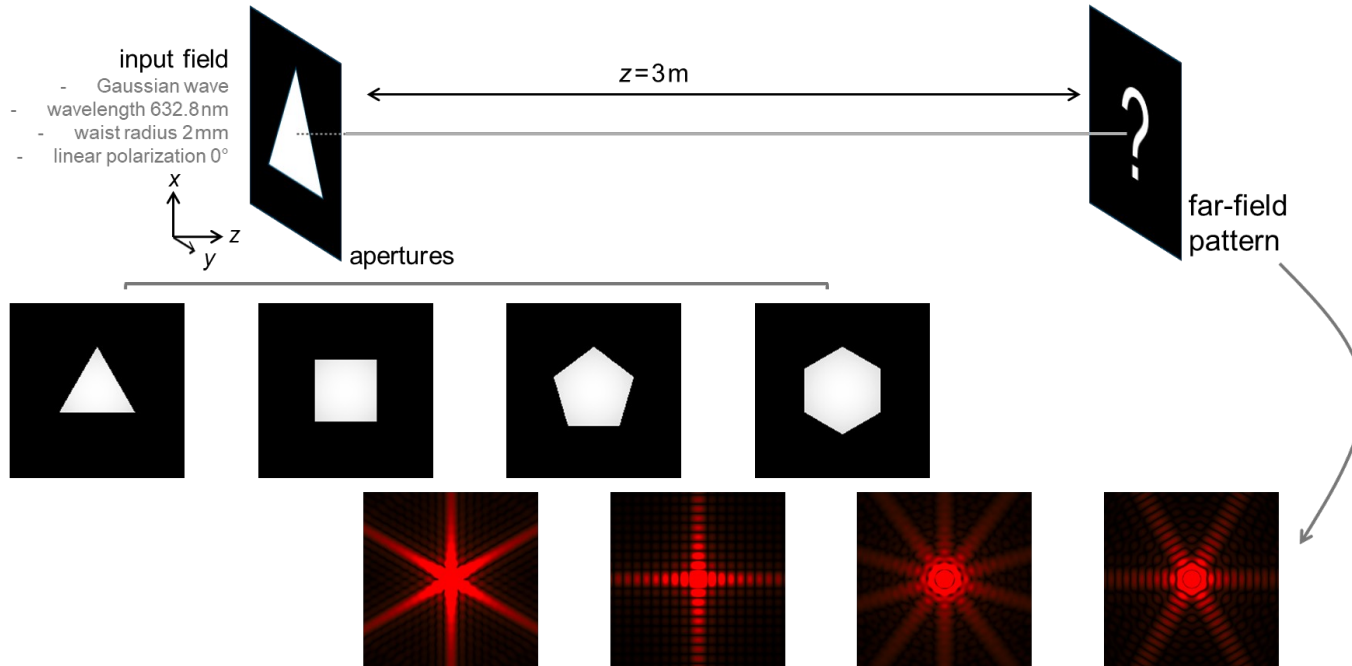 input field
- Gaussian wave
- wavelength 632.8nm
- waist radius 2mm
- linear polarization 0°
z=3m
?
x
z
y
apertures
far-field
pattern